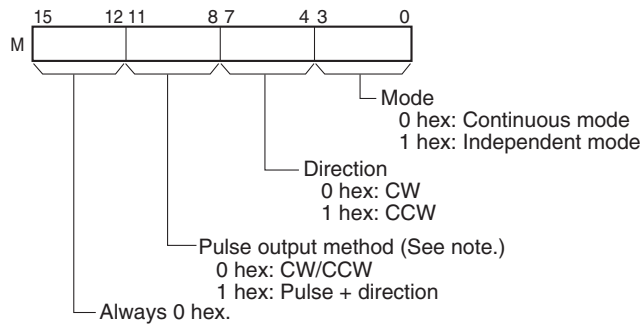 15 12 11 8 7 4 3 0
M
Mode
0 hex: Continuous mode
1 hex: Independent mode
Direction
0 hex: CW
1 hex: CCW
Pulse output method (See note.)
0 hex: CW/CCW
1 hex: Pulse + direction
Always 0 hex.